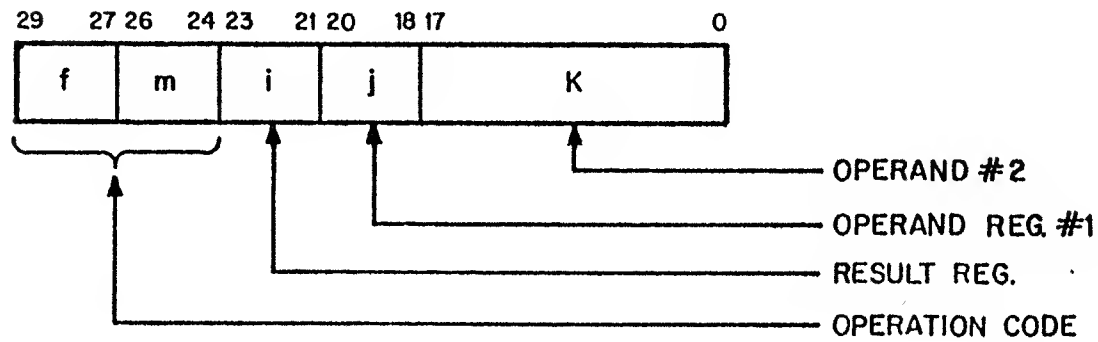 29 27 26 24 23 21 20 18 17 0
f m i j K
OPERAND #2
OPERAND REG. #1
RESULT REG.
OPERATION CODE